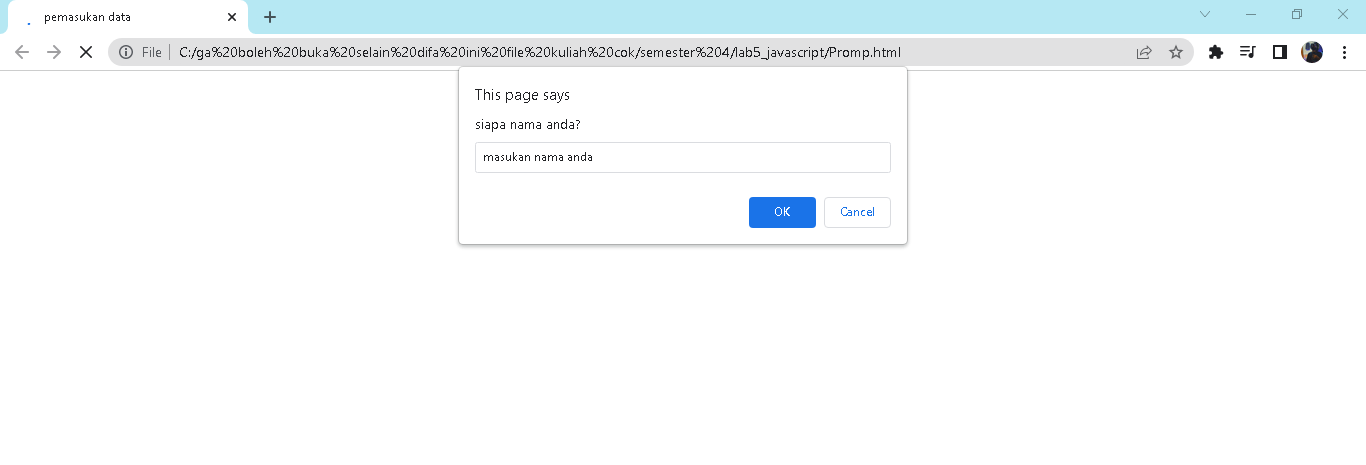 pemasukan data
File C:/ga%20boleh%20buka%20selain%20difa%20ini%20file%20kuliah%20cok/semester%204/lab5_javascript/Promp.html
This page says
siapa nama anda?
masukan nama anda
OK Cancel